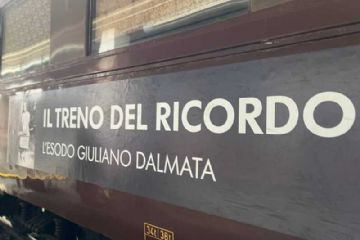 IL TRENO DEL RICORDO
L'ESODO GIULIANO DALMATA